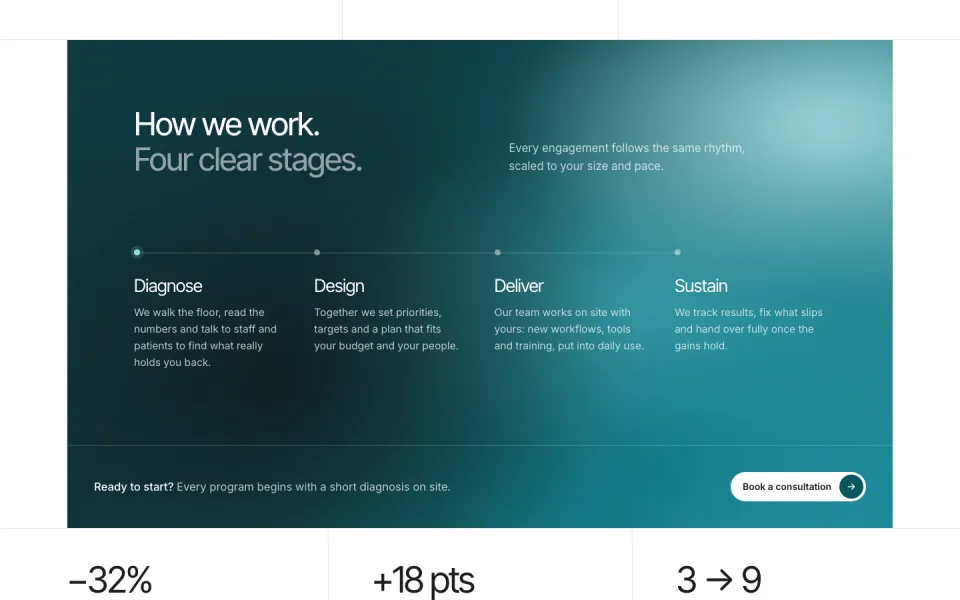 How we work.
Four clear stages.
Every engagement follows the same rhythm,
scaled to your size and pace.
Diagnose
We walk the floor, read the
numbers and talk to staff and
patients to find what really
holds you back.
Design
Together we set priorities,
targets and a plan that fits
your budget and your people.
Deliver
Our team works on site with
yours: new workflows, tools
and training, put into daily use.
Sustain
We track results, fix what slips
and hand over fully once the
gains hold.
Ready to start? Every program begins with a short diagnosis on site.
Book a consultation →
−32%
+18 pts
3 → 9